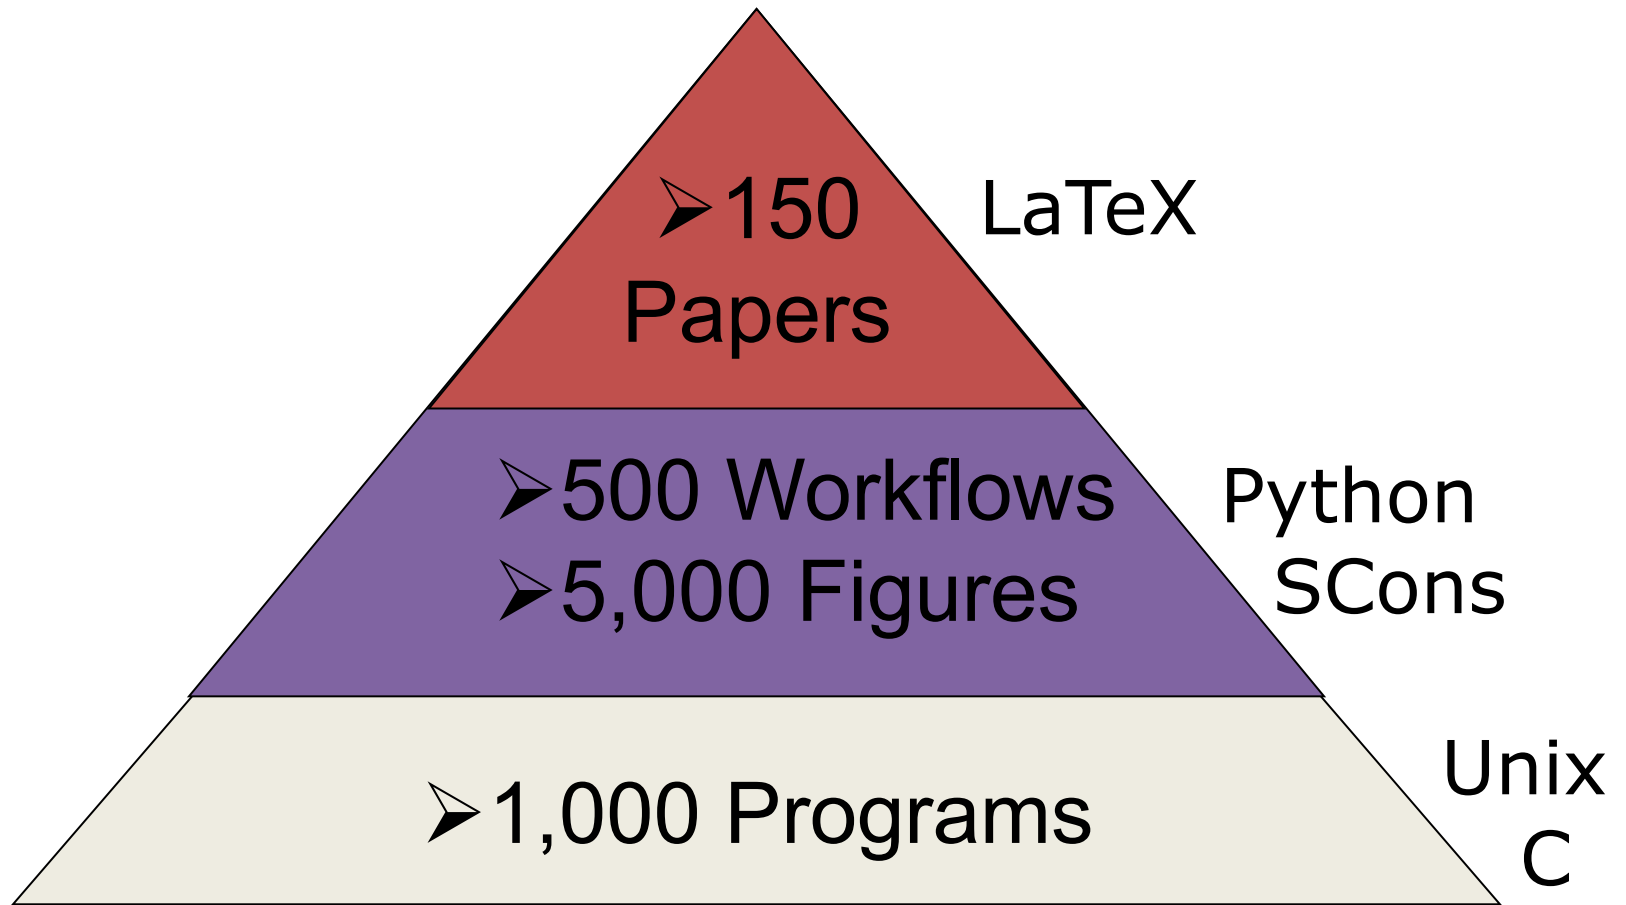 ➢150
Papers
LaTeX
➢500 Workflows
➢5,000 Figures
Python
SCons
➢1,000 Programs
Unix
C